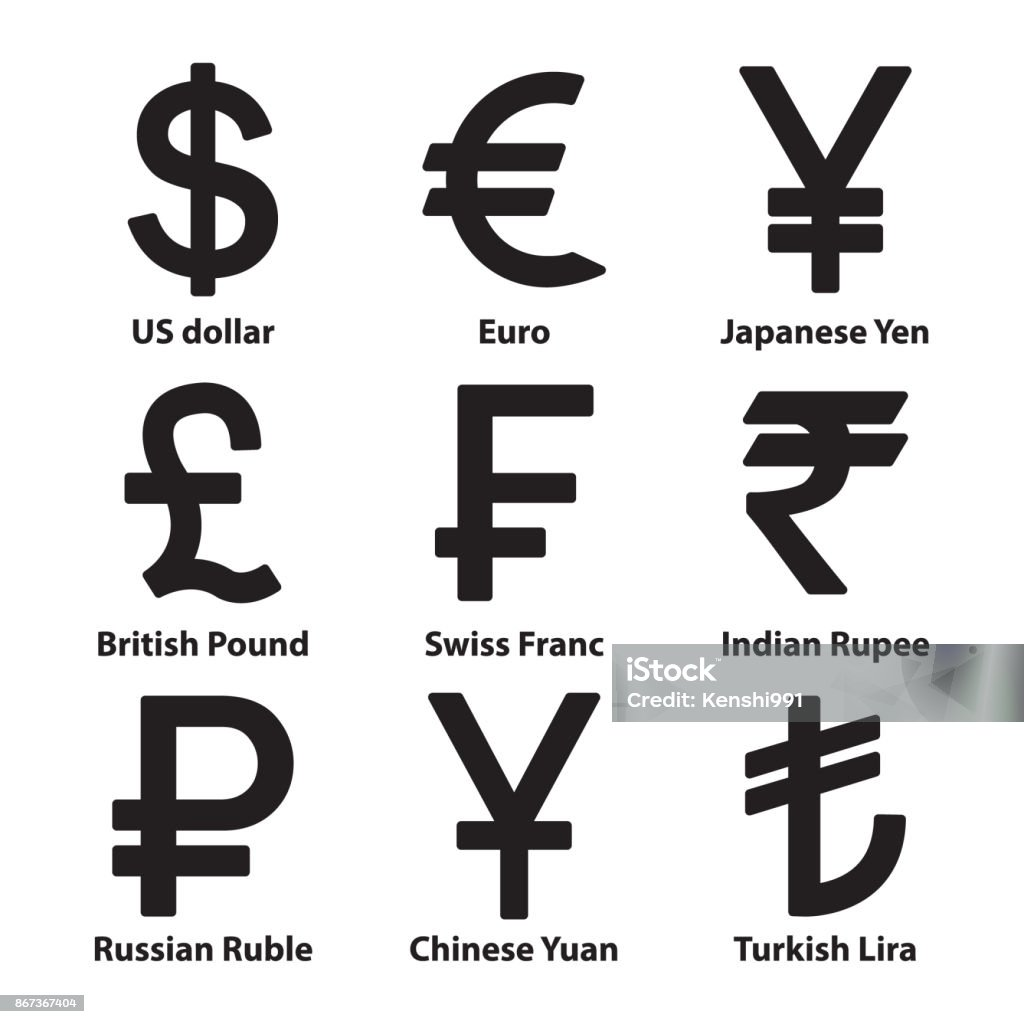 $ € ¥
US dollar Euro Japanese Yen
£ ₣ ₹
British Pound Swiss Franc Indian Rupee
iStock™
Credit: Kenshi991
₽ ¥ ₺
Russian Ruble Chinese Yuan Turkish Lira
867367404